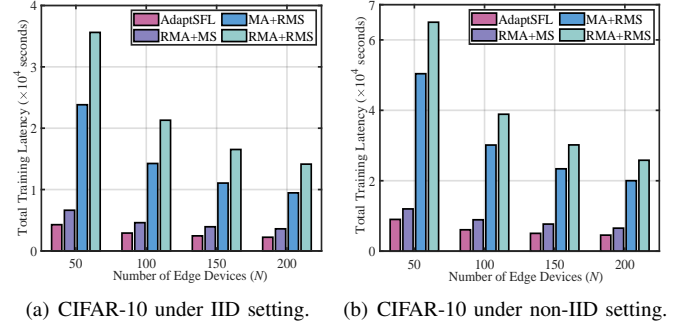 Total Training Latency (×10⁴ seconds)
4
3
2
1
0
AdaptSFL
RMA+MS
MA+RMS
RMA+RMS
50
100
150
200
Number of Edge Devices (N)
(a) CIFAR-10 under IID setting.
Total Training Latency (×10⁴ seconds)
7
6
4
2
0
AdaptSFL
RMA+MS
MA+RMS
RMA+RMS
50
100
150
200
Number of Edge Devices (N)
(b) CIFAR-10 under non-IID setting.